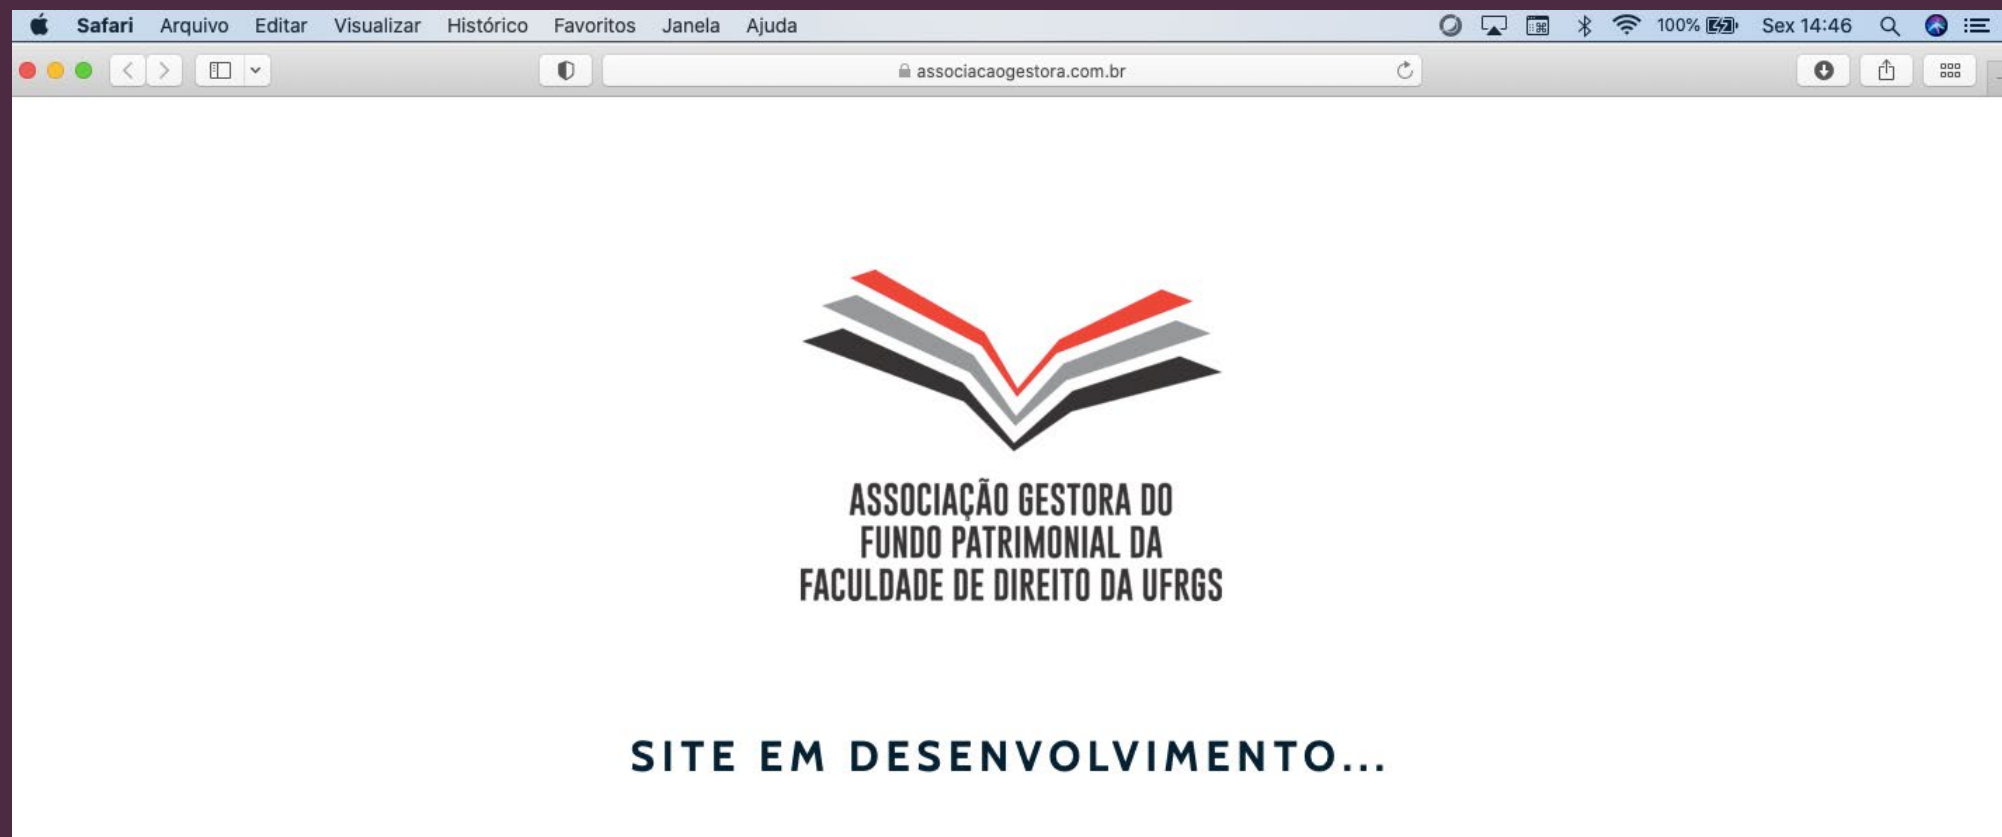 Safari Arquivo Editar Visualizar Histórico Favoritos Janela Ajuda 100% Sex 14:46
associacaogestora.com.br
ASSOCIAÇÃO GESTORA DO
FUNDO PATRIMONIAL DA
FACULDADE DE DIREITO DA UFRGS
SITE EM DESENVOLVIMENTO...